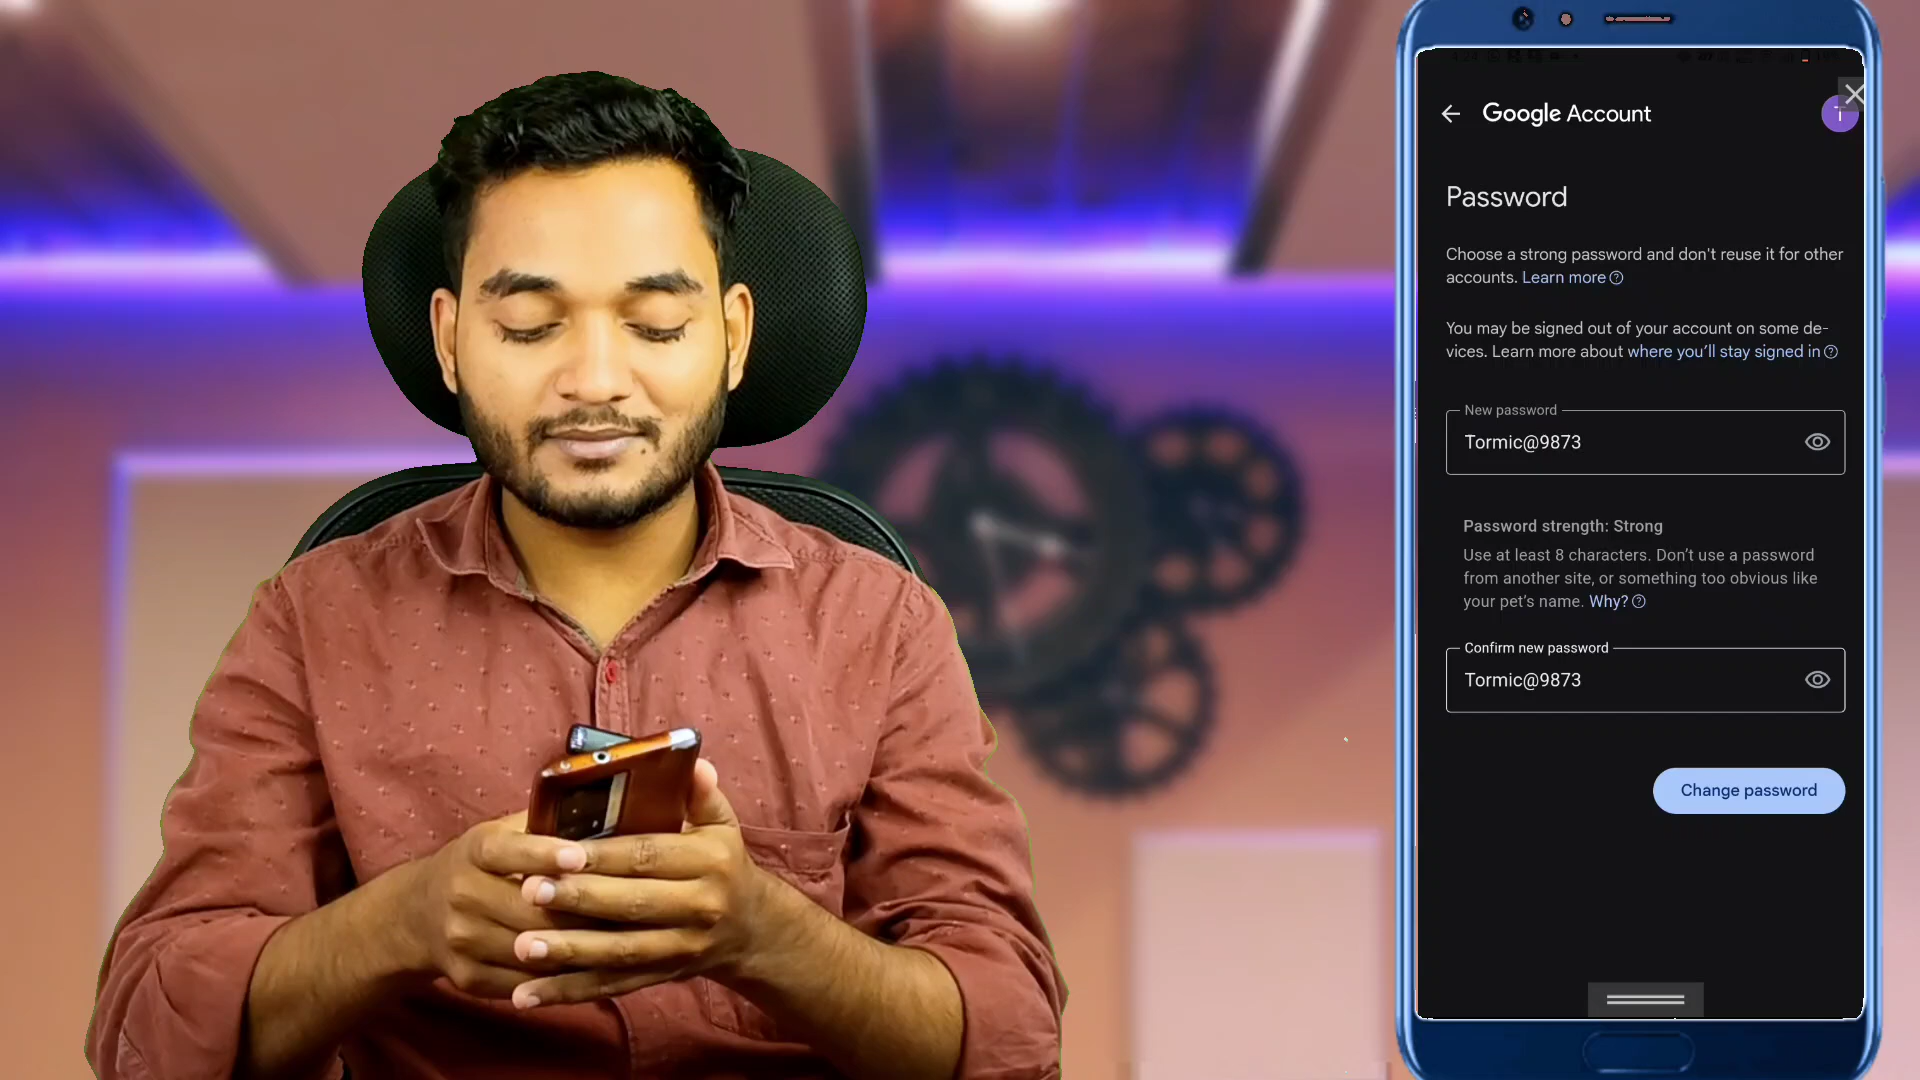 Google Account
T
Password
Choose a strong password and don't reuse it for other
accounts. Learn more
You may be signed out of your account on some de-
vices. Learn more about where you'll stay signed in
New password
Tormic@9873
Password strength: Strong
Use at least 8 characters. Don't use a password
from another site, or something too obvious like
your pet's name. Why?
Confirm new password
Tormic@9873
Change password